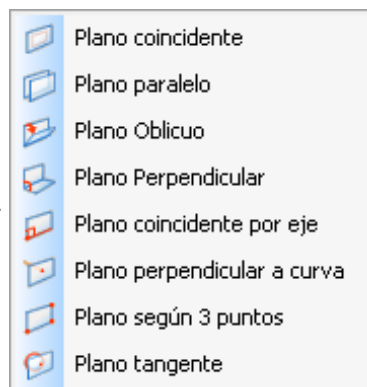 Plano coincidente
Plano paralelo
Plano Oblicuo
Plano Perpendicular
Plano coincidente por eje
Plano perpendicular a curva
Plano según 3 puntos
Plano tangente